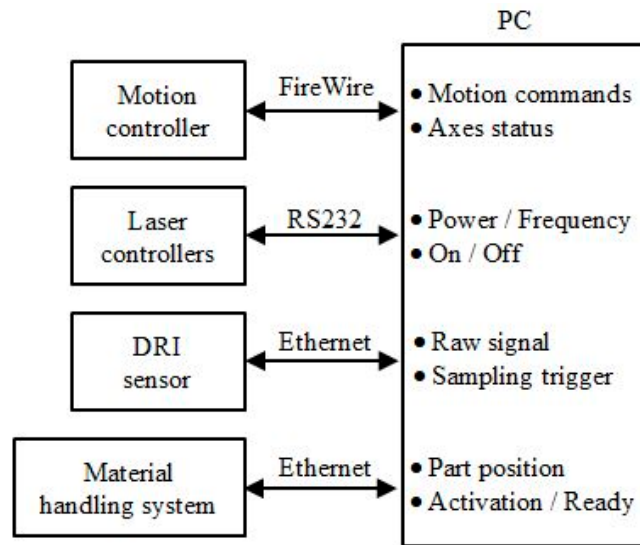 PC
Motion
controller
FireWire
• Motion commands
• Axes status
Laser
controllers
RS232
• Power / Frequency
• On / Off
DRI
sensor
Ethernet
• Raw signal
• Sampling trigger
Material
handling system
Ethernet
• Part position
• Activation / Ready